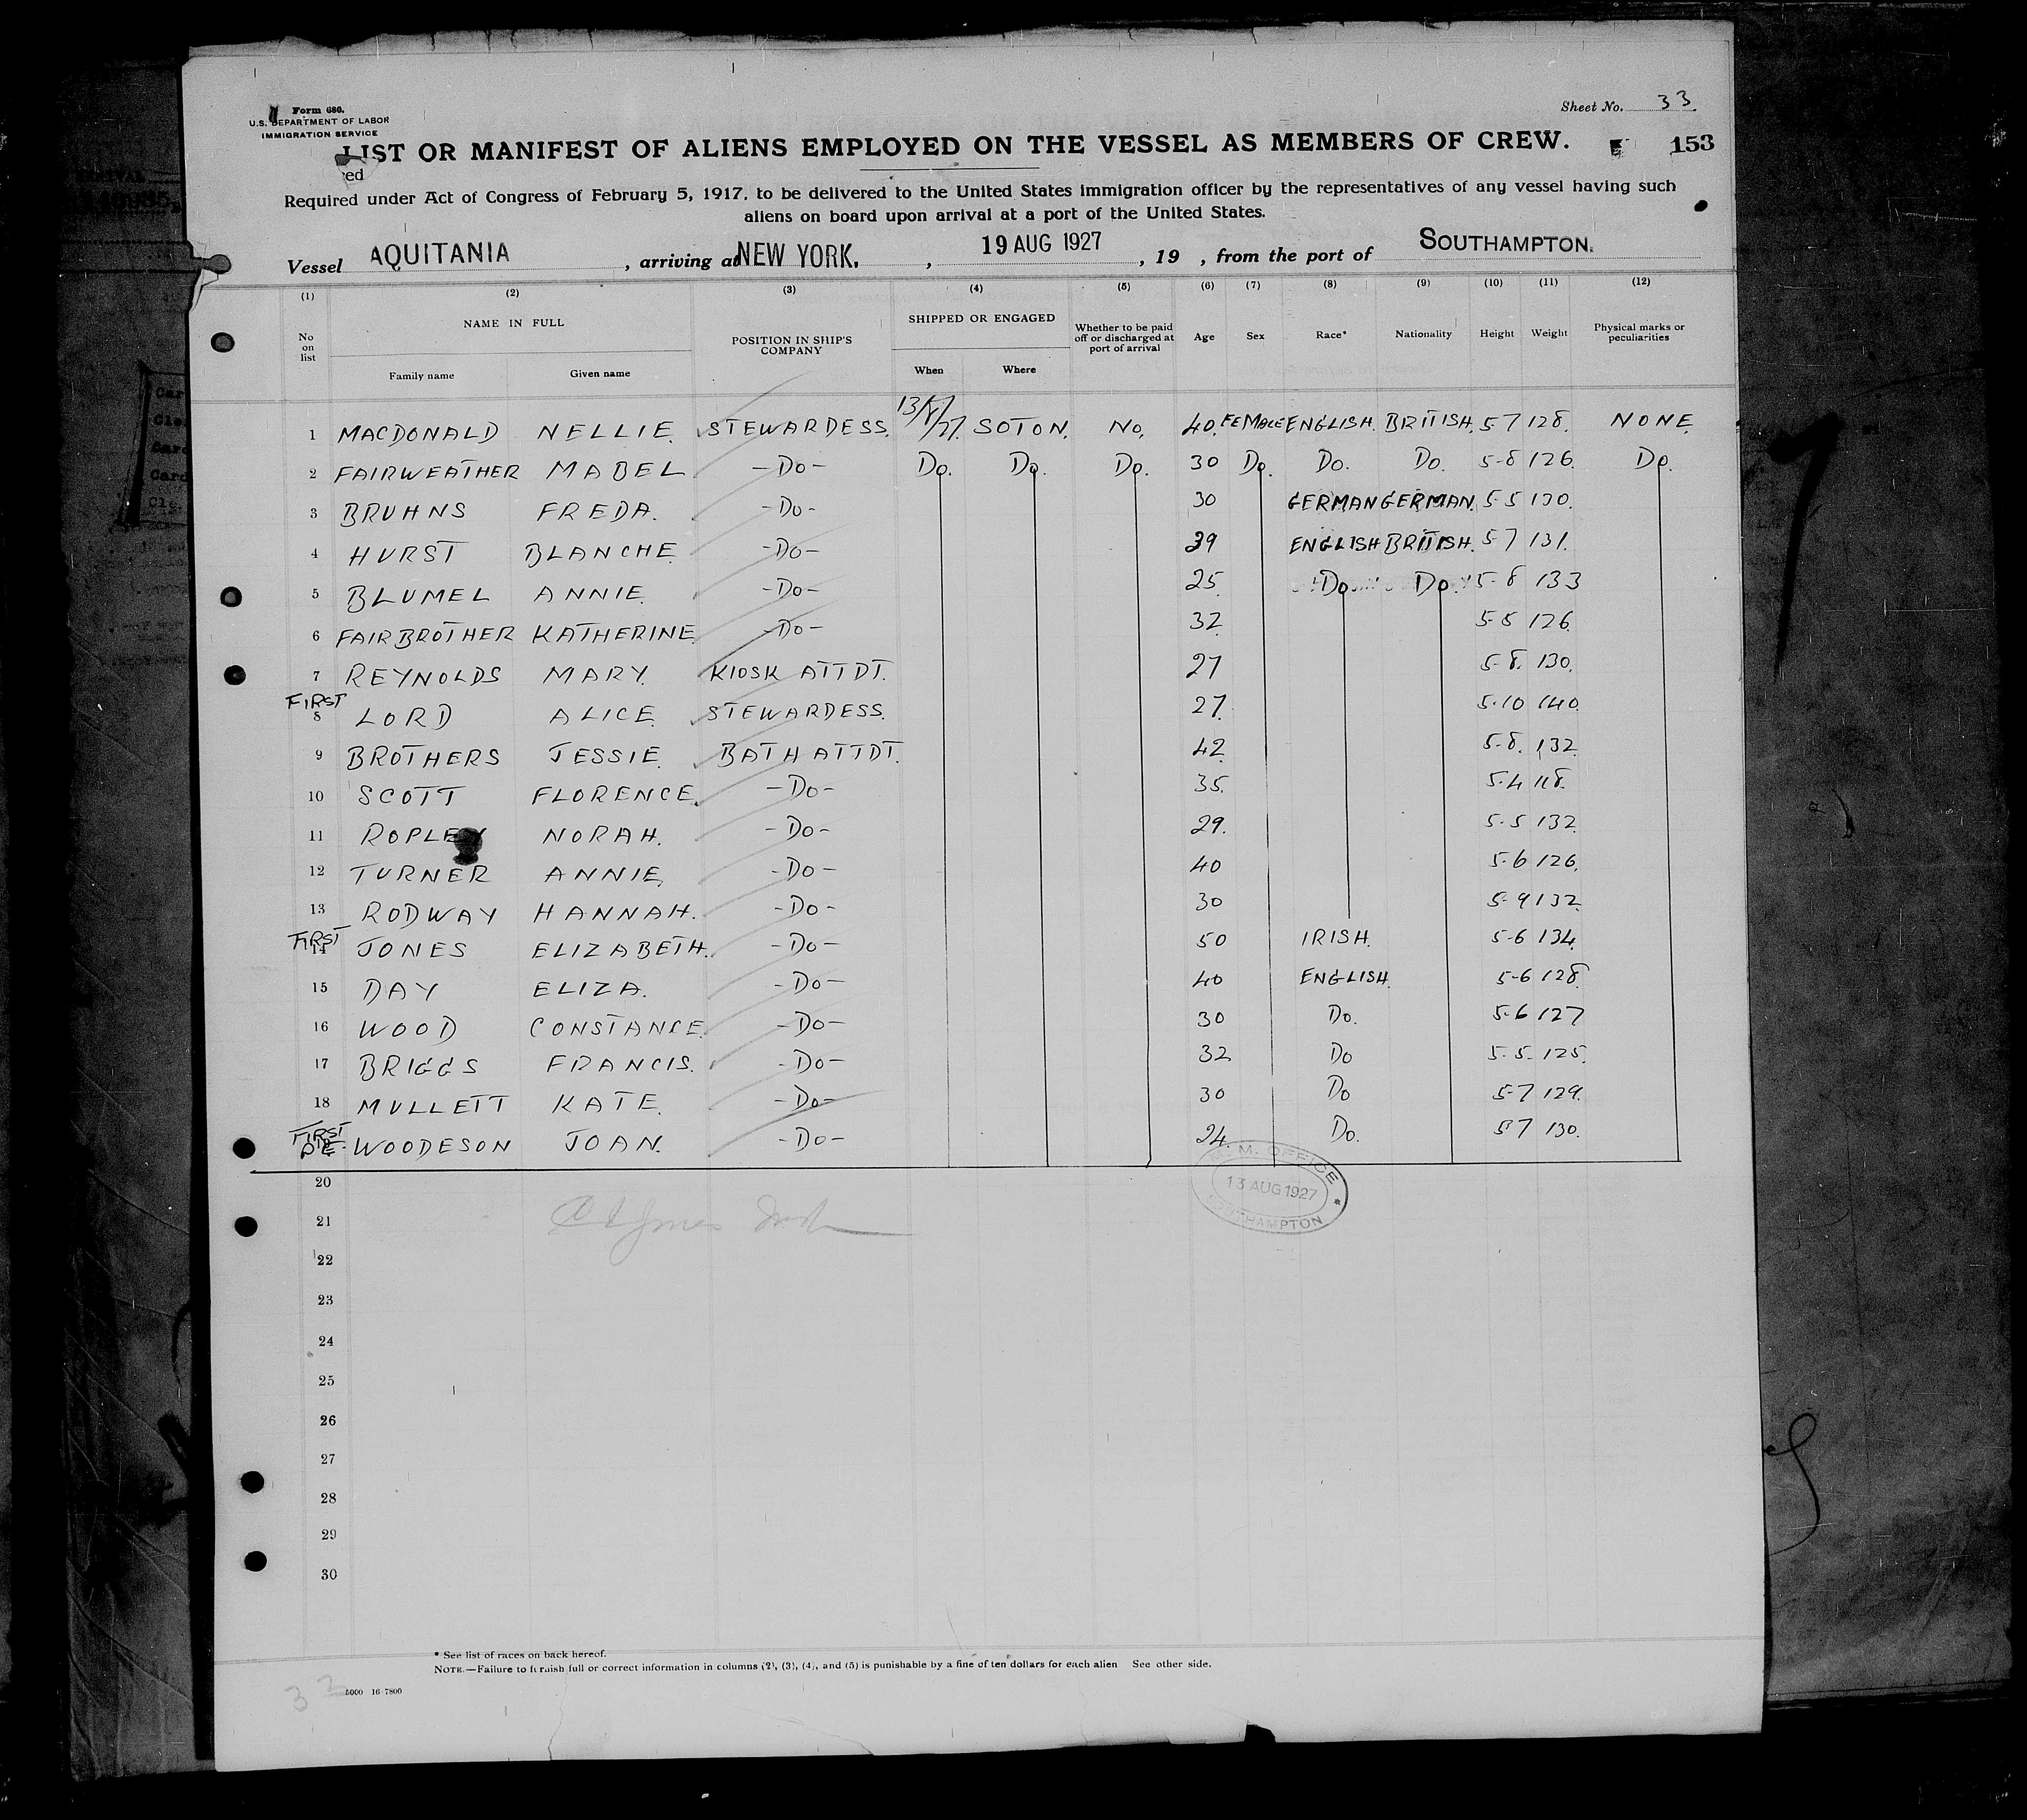 Form 680.
U.S. DEPARTMENT OF LABOR
IMMIGRATION SERVICE
Sheet No. 33.
LIST OR MANIFEST OF ALIENS EMPLOYED ON THE VESSEL AS MEMBERS OF CREW. 153
Required under Act of Congress of February 5, 1917, to be delivered to the United States immigration officer by the representatives of any vessel having such
aliens on board upon arrival at a port of the United States.
Vessel AQUITANIA, arriving at NEW YORK, , 19 AUG 1927, 19 , from the port of SOUTHAMPTON.
(1) (2) (3) (4) (5) (6) (7) (8) (9) (10) (11) (12)
No on list NAME IN FULL Family name Given name POSITION IN SHIP'S COMPANY SHIPPED OR ENGAGED When Where Whether to be paid off or discharged at port of arrival Age Sex Race* Nationality Height Weight Physical marks or peculiarities
1 MACDONALD NELLIE. STEWARDESS. 13/8/27. SOTON. No. 40. FEMALE ENGLISH. BRITISH. 5 7 128. NONE.
2 FAIRWEATHER MABEL -Do- Do. Do. Do. 30 Do. Do. Do. 5-8 126. Do.
3 BRUHNS FREDA. -Do- 30 GERMAN GERMAN. 5-5 130.
4 HURST BLANCHE. -Do- 39 ENGLISH BRITISH. 5 7 131.
5 BLUMEL ANNIE. -Do- 25. Do. Do. 5-8 133
6 FAIRBROTHER KATHERINE. -Do- 32 5-5 126.
7 REYNOLDS MARY. KIOSK ATTDT. 27 5-8. 130.
FIRST
8 LORD ALICE. STEWARDESS. 27. 5-10 140.
9 BROTHERS JESSIE. BATH ATTDT. 42. 5-8. 132.
10 SCOTT FLORENCE. -Do- 35. 5-4 118.
11 ROPLEY NORAH. -Do- 29. 5-5 132.
12 TURNER ANNIE. -Do- 40 5-6 126.
13 RODWAY HANNAH. -Do- 30 5-9 132.
FIRST
14 JONES ELIZABETH. -Do- 50 IRISH. 5-6 134.
15 DAY ELIZA. -Do- 40 ENGLISH. 5-6 128.
16 WOOD CONSTANCE. -Do- 30 Do. 5-6 127
17 BRIGGS FRANCIS. -Do- 32 Do 5-5- 125.
18 MULLETT KATE. -Do- 30 Do 5-7 129.
FIRST
DE- WOODESON JOAN. -Do- 24. Do. 5 7 130.
M. M. OFFICE
13 AUG 1927
SOUTHAMPTON
20
21
22
23
24
25
26
27
28
29
30
* See list of races on back hereof.
NOTE.—Failure to furnish full or correct information in columns (2), (3), (4), and (5) is punishable by a fine of ten dollars for each alien See other side.
5000 16-7800
33